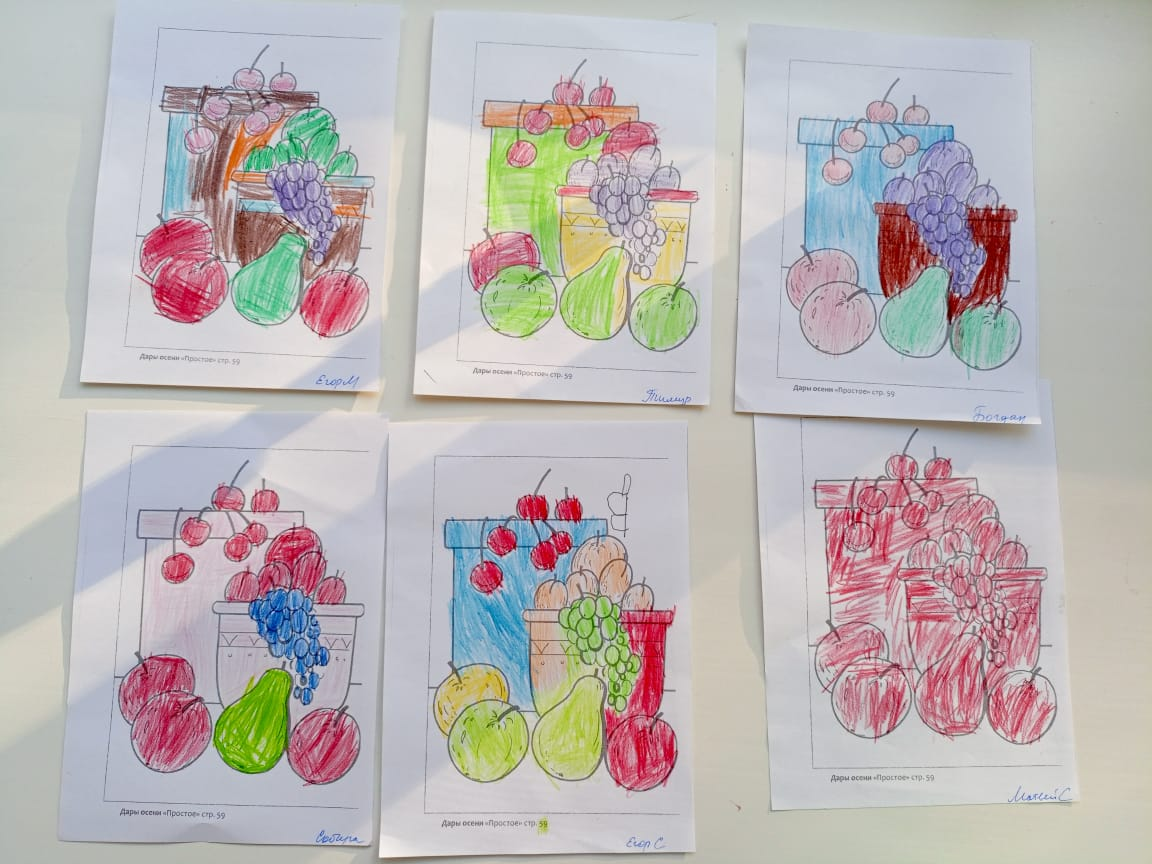 Дары осени «Простое» стр. 59
Егор М
Дары осени «Простое» стр. 59
Тимур
Дары осени «Простое» стр. 59
Богдан
Дары осени «Простое» стр. 59
Дары осени «Простое» стр. 59
Егор С
Дары осени «Простое» стр. 59
Матвей С